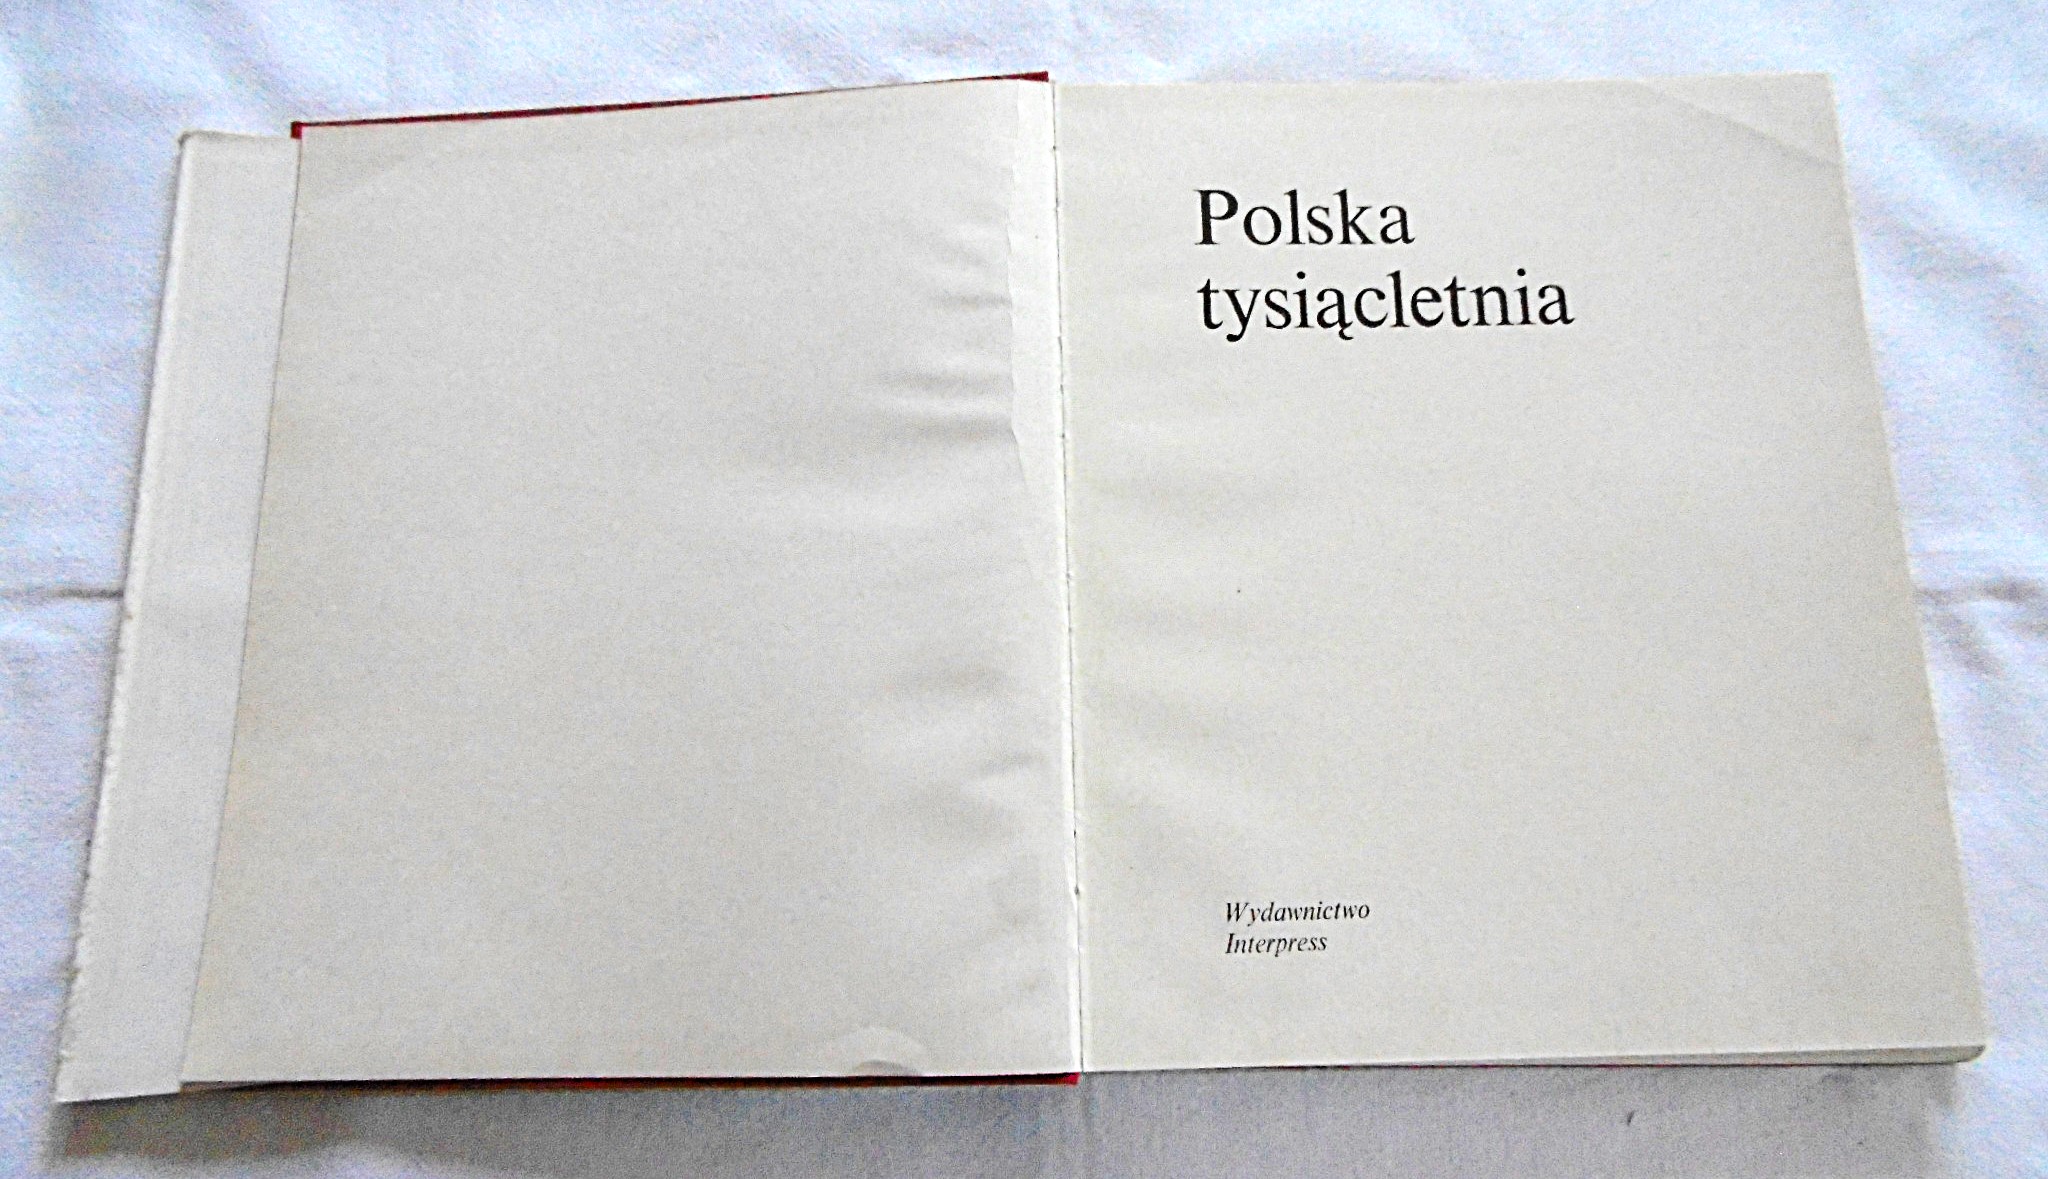 Polska
tysiącletnia
Wydawnictwo
Interpress